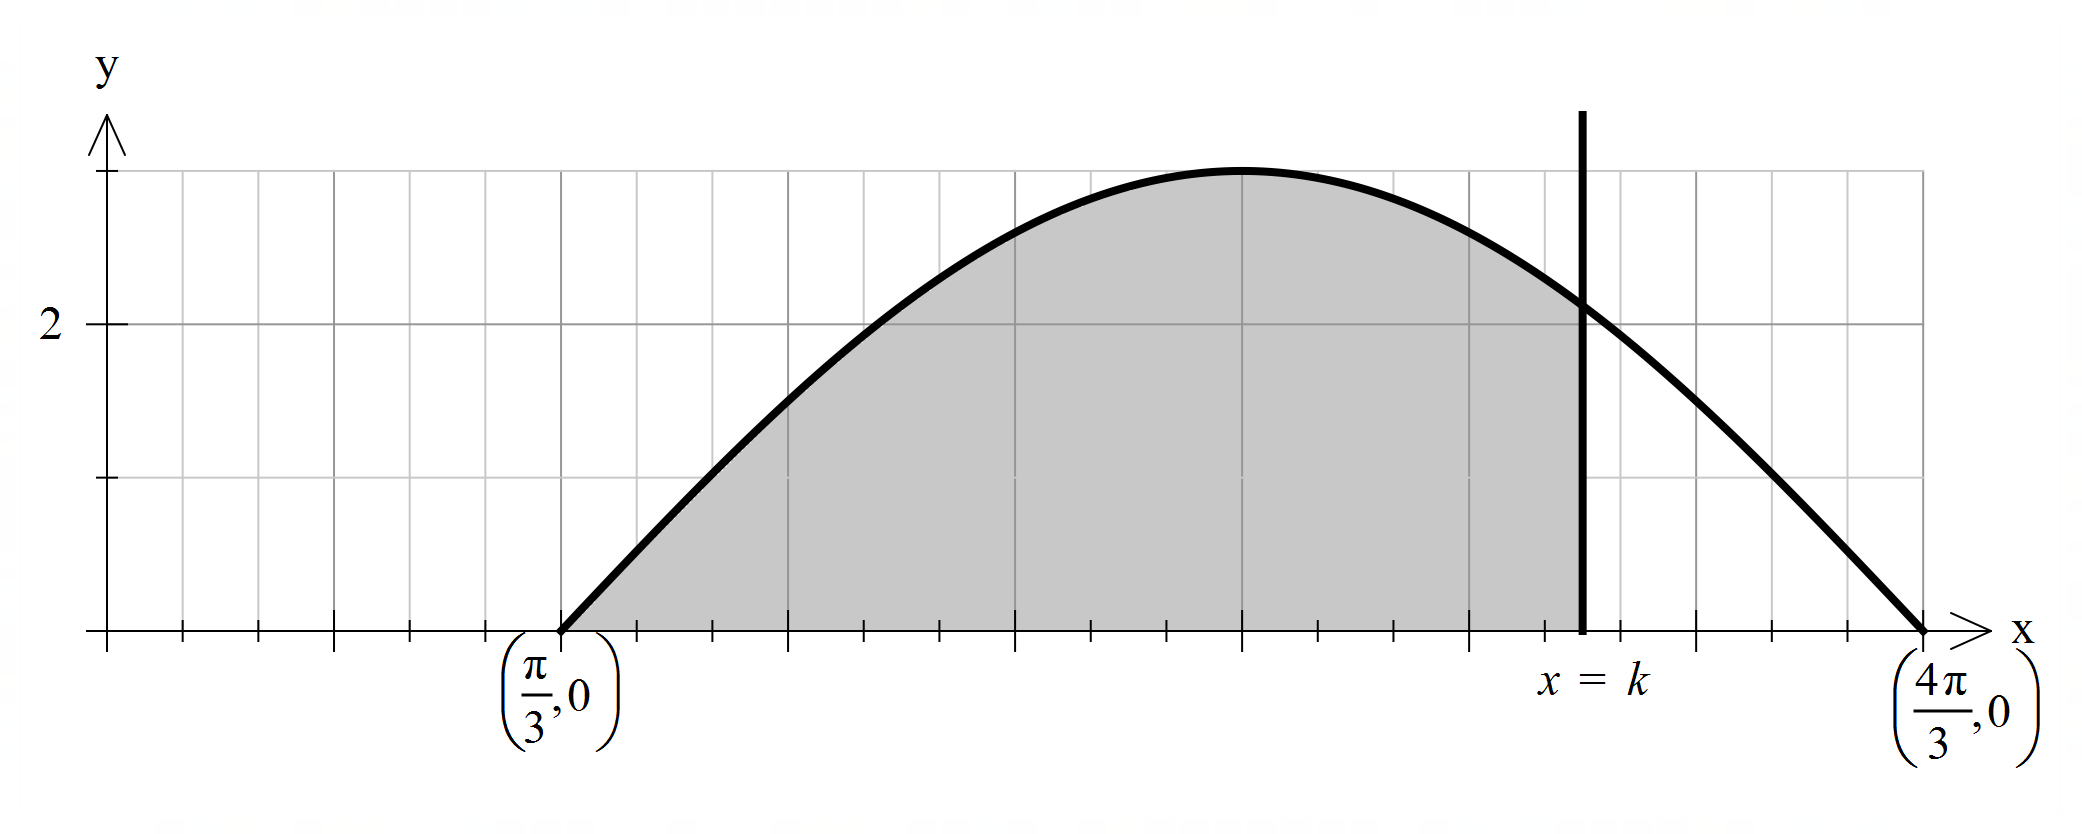 y
2
x
(π/3,0)
x = k
(4π/3,0)